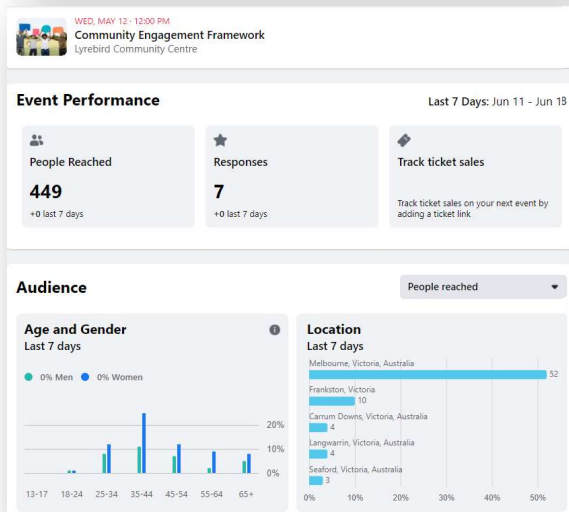 WED, MAY 12 · 12:00 PM
Community Engagement Framework
Lyrebird Community Centre
Event Performance
Last 7 Days: Jun 11 - Jun 18
People Reached
449
+0 last 7 days
Responses
7
+0 last 7 days
Track ticket sales
Track ticket sales on your next event by
adding a ticket link
Audience
People reached
Age and Gender
Last 7 days
0% Men 0% Women
20%
10%
0%
13-17 18-24 25-34 35-44 45-54 55-64 65+
Location
Last 7 days
Melbourne, Victoria, Australia
52
Frankston, Victoria
10
Carrum Downs, Victoria, Australia
4
Langwarrin, Victoria, Australia
4
Seaford, Victoria, Australia
3
0% 10% 20% 30% 40% 50%